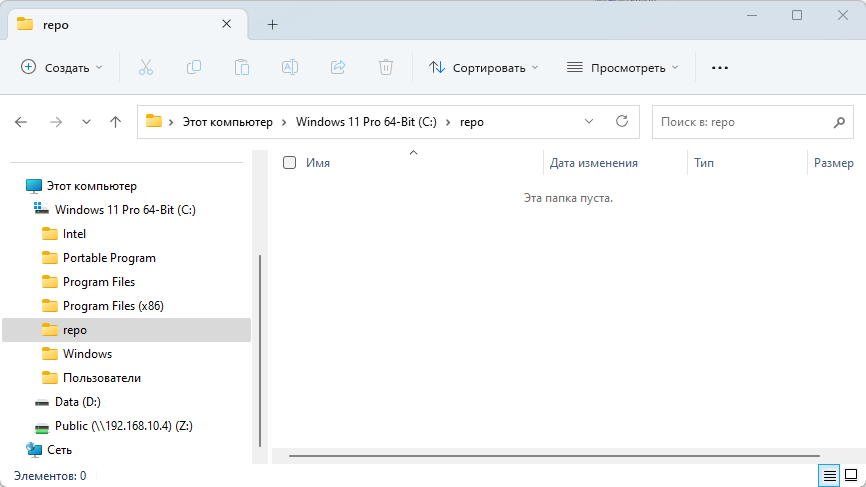 repo
Создать
Сортировать
Просмотреть
Этот компьютер
Windows 11 Pro 64-Bit (C:)
repo
Поиск в: repo
Имя
Дата изменения
Тип
Размер
Эта папка пуста.
Этот компьютер
Windows 11 Pro 64-Bit (C:)
Intel
Portable Program
Program Files
Program Files (x86)
repo
Windows
Пользователи
Data (D:)
Public (\\192.168.10.4) (Z:)
Сеть
Элементов: 0